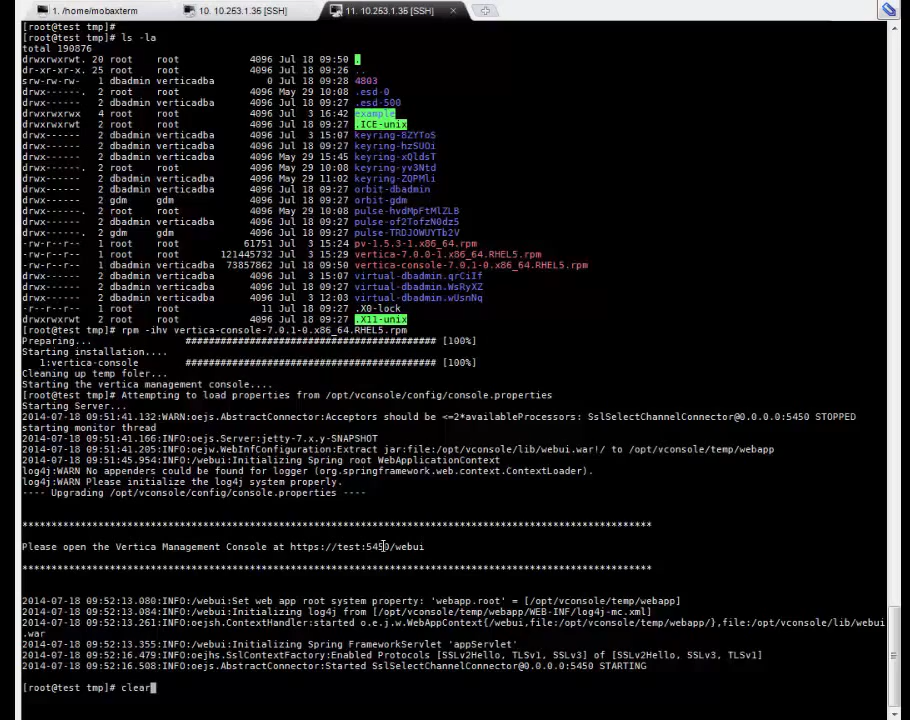 1. /home/mobaxterm
10. 10.253.1.35 [SSH]
11. 10.253.1.35 [SSH]
[root@test tmp]#
[root@test tmp]# ls -la
total 190876
drwxrwxrwt. 20 root root 4096 Jul 18 09:50 .
dr-xr-xr-x. 25 root root 4096 Jul 18 09:26 ..
srw-rw-rw- 1 dbadmin verticadba 0 Jul 18 09:28 4803
drwx------. 2 root root 4096 May 29 10:08 .esd-0
drwx------ 2 dbadmin verticadba 4096 Jul 18 09:27 .esd-500
drwxrwxrwx 4 root root 4096 Jul 3 16:42 example
drwxrwxrwt 2 root root 4096 Jul 18 09:27 .ICE-unix
drwx------ 2 dbadmin verticadba 4096 Jul 3 15:07 keyring-8ZYToS
drwx------ 2 dbadmin verticadba 4096 Jul 18 09:27 keyring-hzSUOi
drwx------ 2 dbadmin verticadba 4096 May 29 15:45 keyring-xQldsT
drwx------. 2 root root 4096 May 29 10:08 keyring-yv3Ntd
drwx------ 2 dbadmin verticadba 4096 May 29 11:02 keyring-ZQPMli
drwx------ 2 dbadmin verticadba 4096 Jul 18 09:27 orbit-dbadmin
drwx------. 2 gdm gdm 4096 Jul 18 09:27 orbit-gdm
drwx------. 2 root root 4096 May 29 10:08 pulse-hvdMpFtMlZLB
drwx------ 2 dbadmin verticadba 4096 Jul 18 09:27 pulse-of2TofzN0dz5
drwx------. 2 gdm gdm 4096 Jul 18 09:27 pulse-TRDJOWUYTb2V
-rw-r--r-- 1 root root 61751 Jul 3 15:24 pv-1.5.3-1.x86_64.rpm
-rw-r--r-- 1 root root 121445732 Jul 3 15:29 vertica-7.0.0-1.x86_64.RHEL5.rpm
-rw-r--r-- 1 dbadmin verticadba 73857862 Jul 18 09:50 vertica-console-7.0.1-0.x86_64.RHEL5.rpm
drwx------ 2 dbadmin verticadba 4096 Jul 3 15:07 virtual-dbadmin.qrCiIf
drwx------ 2 dbadmin verticadba 4096 Jul 18 09:27 virtual-dbadmin.WsRyXZ
drwx------ 2 dbadmin verticadba 4096 Jul 3 12:03 virtual-dbadmin.wUsnNq
-r--r--r-- 1 root root 11 Jul 18 09:27 .X0-lock
drwxrwxrwt 2 root root 4096 Jul 18 09:27 .X11-unix
[root@test tmp]# rpm -ihv vertica-console-7.0.1-0.x86_64.RHEL5.rpm
Preparing... ########################################### [100%]
Starting installation....
1:vertica-console ########################################### [100%]
Cleaning up temp foler...
Starting the vertica management console....
[root@test tmp]# Attempting to load properties from /opt/vconsole/config/console.properties
Starting Server...
2014-07-18 09:51:41.132:WARN:oejs.AbstractConnector:Acceptors should be <=2*availableProcessors: SslSelectChannelConnector@0.0.0.0:5450 STOPPED
starting monitor thread
2014-07-18 09:51:41.166:INFO:oejs.Server:jetty-7.x.y-SNAPSHOT
2014-07-18 09:51:41.205:INFO:oejw.WebInfConfiguration:Extract jar:file:/opt/vconsole/lib/webui.war!/ to /opt/vconsole/temp/webapp
2014-07-18 09:51:45.954:INFO:/webui:Initializing Spring root WebApplicationContext
log4j:WARN No appenders could be found for logger (org.springframework.web.context.ContextLoader).
log4j:WARN Please initialize the log4j system properly.
---- Upgrading /opt/vconsole/config/console.properties ----
***********************************************************************************************************
Please open the Vertica Management Console at https://test:5450/webui
***********************************************************************************************************
2014-07-18 09:52:13.080:INFO:/webui:Set web app root system property: 'webapp.root' = [/opt/vconsole/temp/webapp]
2014-07-18 09:52:13.084:INFO:/webui:Initializing log4j from [/opt/vconsole/temp/webapp/WEB-INF/log4j-mc.xml]
2014-07-18 09:52:13.261:INFO:oejsh.ContextHandler:started o.e.j.w.WebAppContext{/webui,file:/opt/vconsole/temp/webapp/},file:/opt/vconsole/lib/webui
.war
2014-07-18 09:52:13.355:INFO:/webui:Initializing Spring FrameworkServlet 'appServlet'
2014-07-18 09:52:16.479:INFO:oejhs.SslContextFactory:Enabled Protocols [SSLv2Hello, SSLv3, TLSv1] of [SSLv2Hello, SSLv3, TLSv1]
2014-07-18 09:52:16.508:INFO:oejs.AbstractConnector:Started SslSelectChannelConnector@0.0.0.0:5450 STARTING
[root@test tmp]# clear